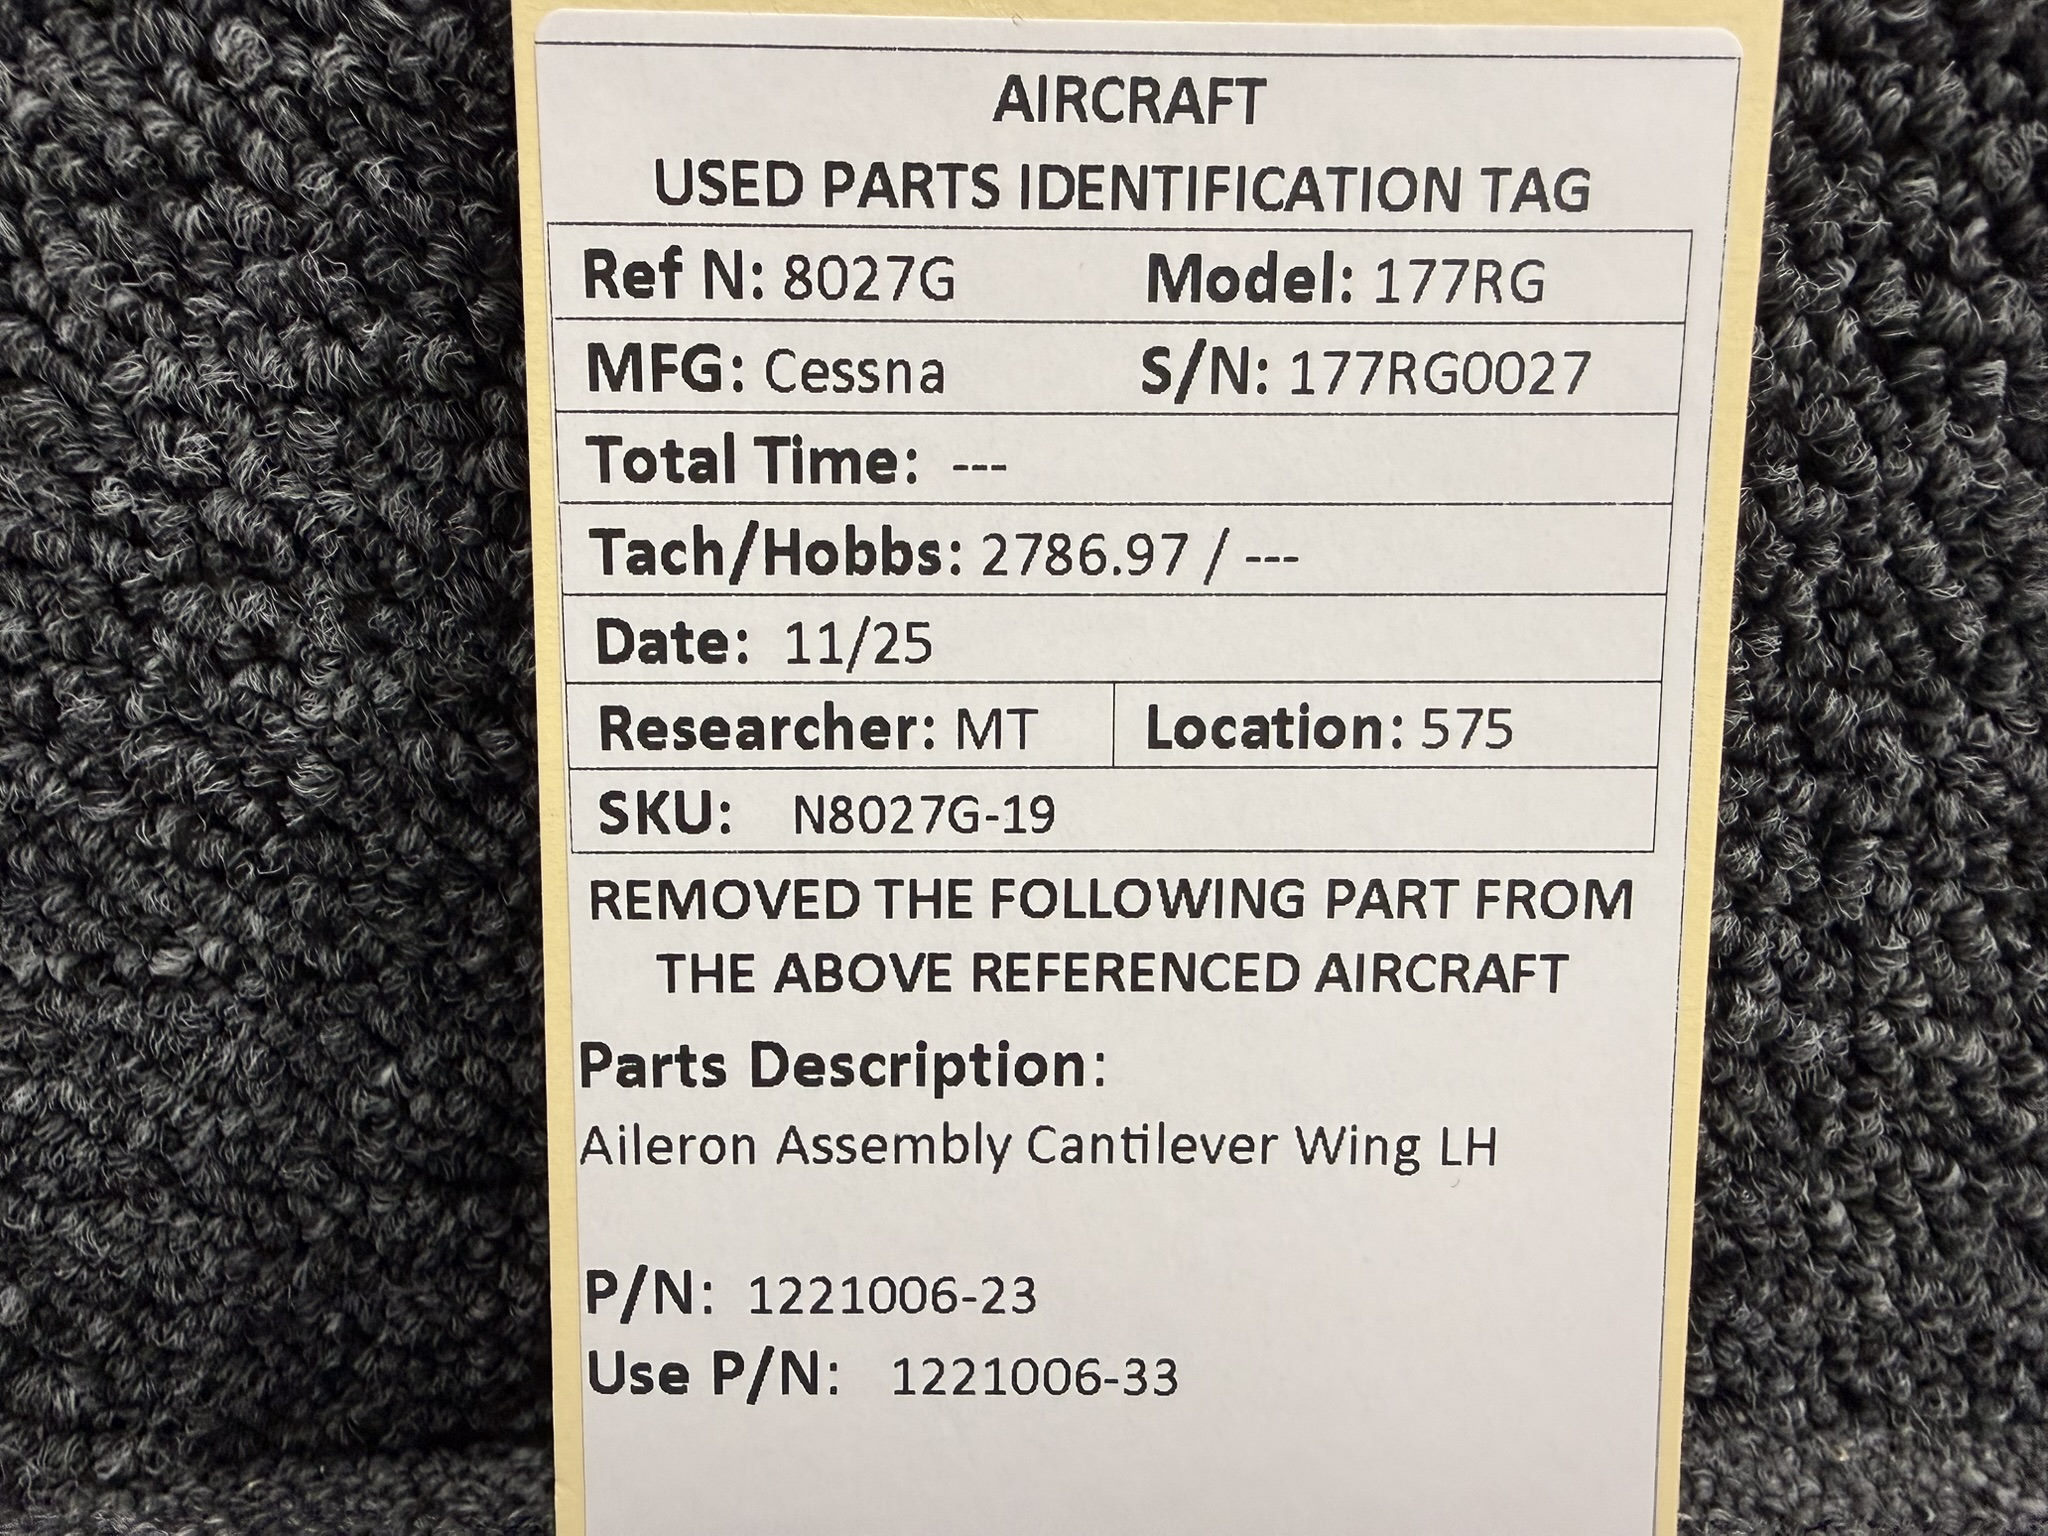 AIRCRAFT
USED PARTS IDENTIFICATION TAG
Ref N: 8027G Model: 177RG
MFG: Cessna S/N: 177RG0027
Total Time: ---
Tach/Hobbs: 2786.97 / ---
Date: 11/25
Researcher: MT Location: 575
SKU: N8027G-19
REMOVED THE FOLLOWING PART FROM
THE ABOVE REFERENCED AIRCRAFT
Parts Description:
Aileron Assembly Cantilever Wing LH
P/N: 1221006-23
Use P/N: 1221006-33